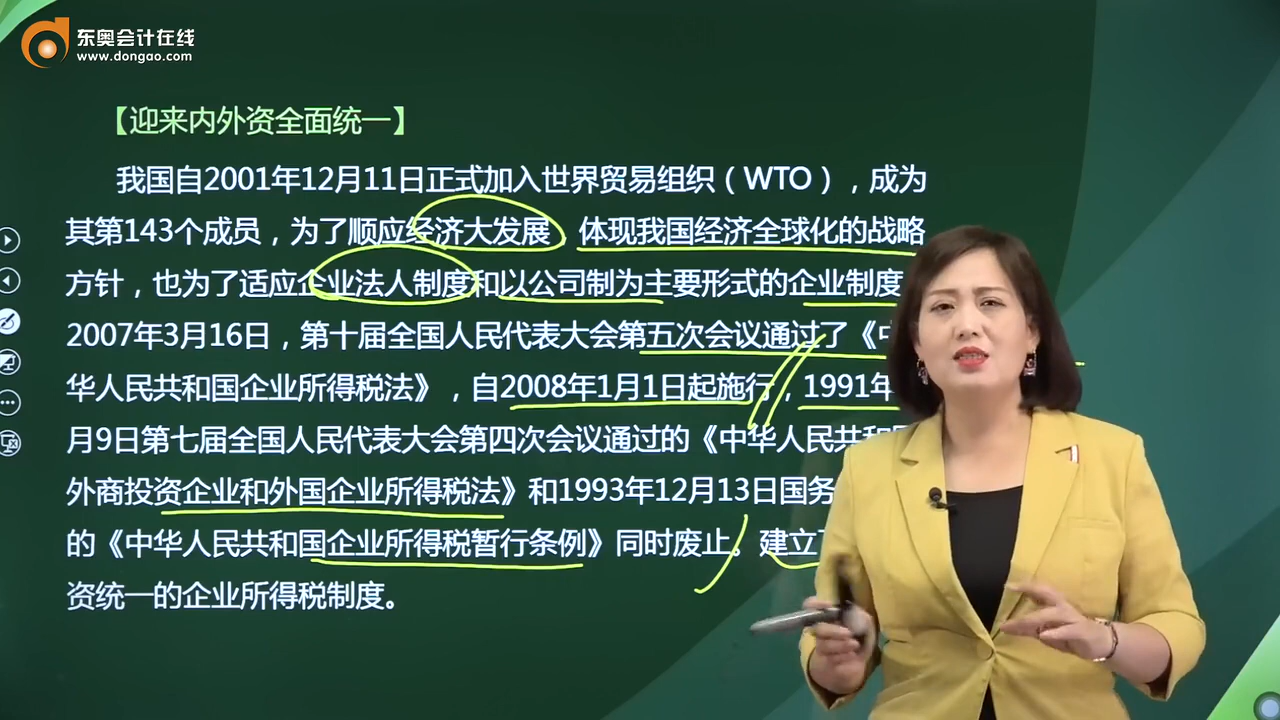 东奥会计在线
www.dongao.com
【迎来内外资全面统一】
我国自2001年12月11日正式加入世界贸易组织（WTO），成为
其第143个成员，为了顺应经济大发展，体现我国经济全球化的战略
方针，也为了适应企业法人制度和以公司制为主要形式的企业制度
2007年3月16日，第十届全国人民代表大会第五次会议通过了《中
华人民共和国企业所得税法》，自2008年1月1日起施行，1991年
月9日第七届全国人民代表大会第四次会议通过的《中华人民共和国
外商投资企业和外国企业所得税法》和1993年12月13日国务
的《中华人民共和国企业所得税暂行条例》同时废止。建立了
资统一的企业所得税制度。